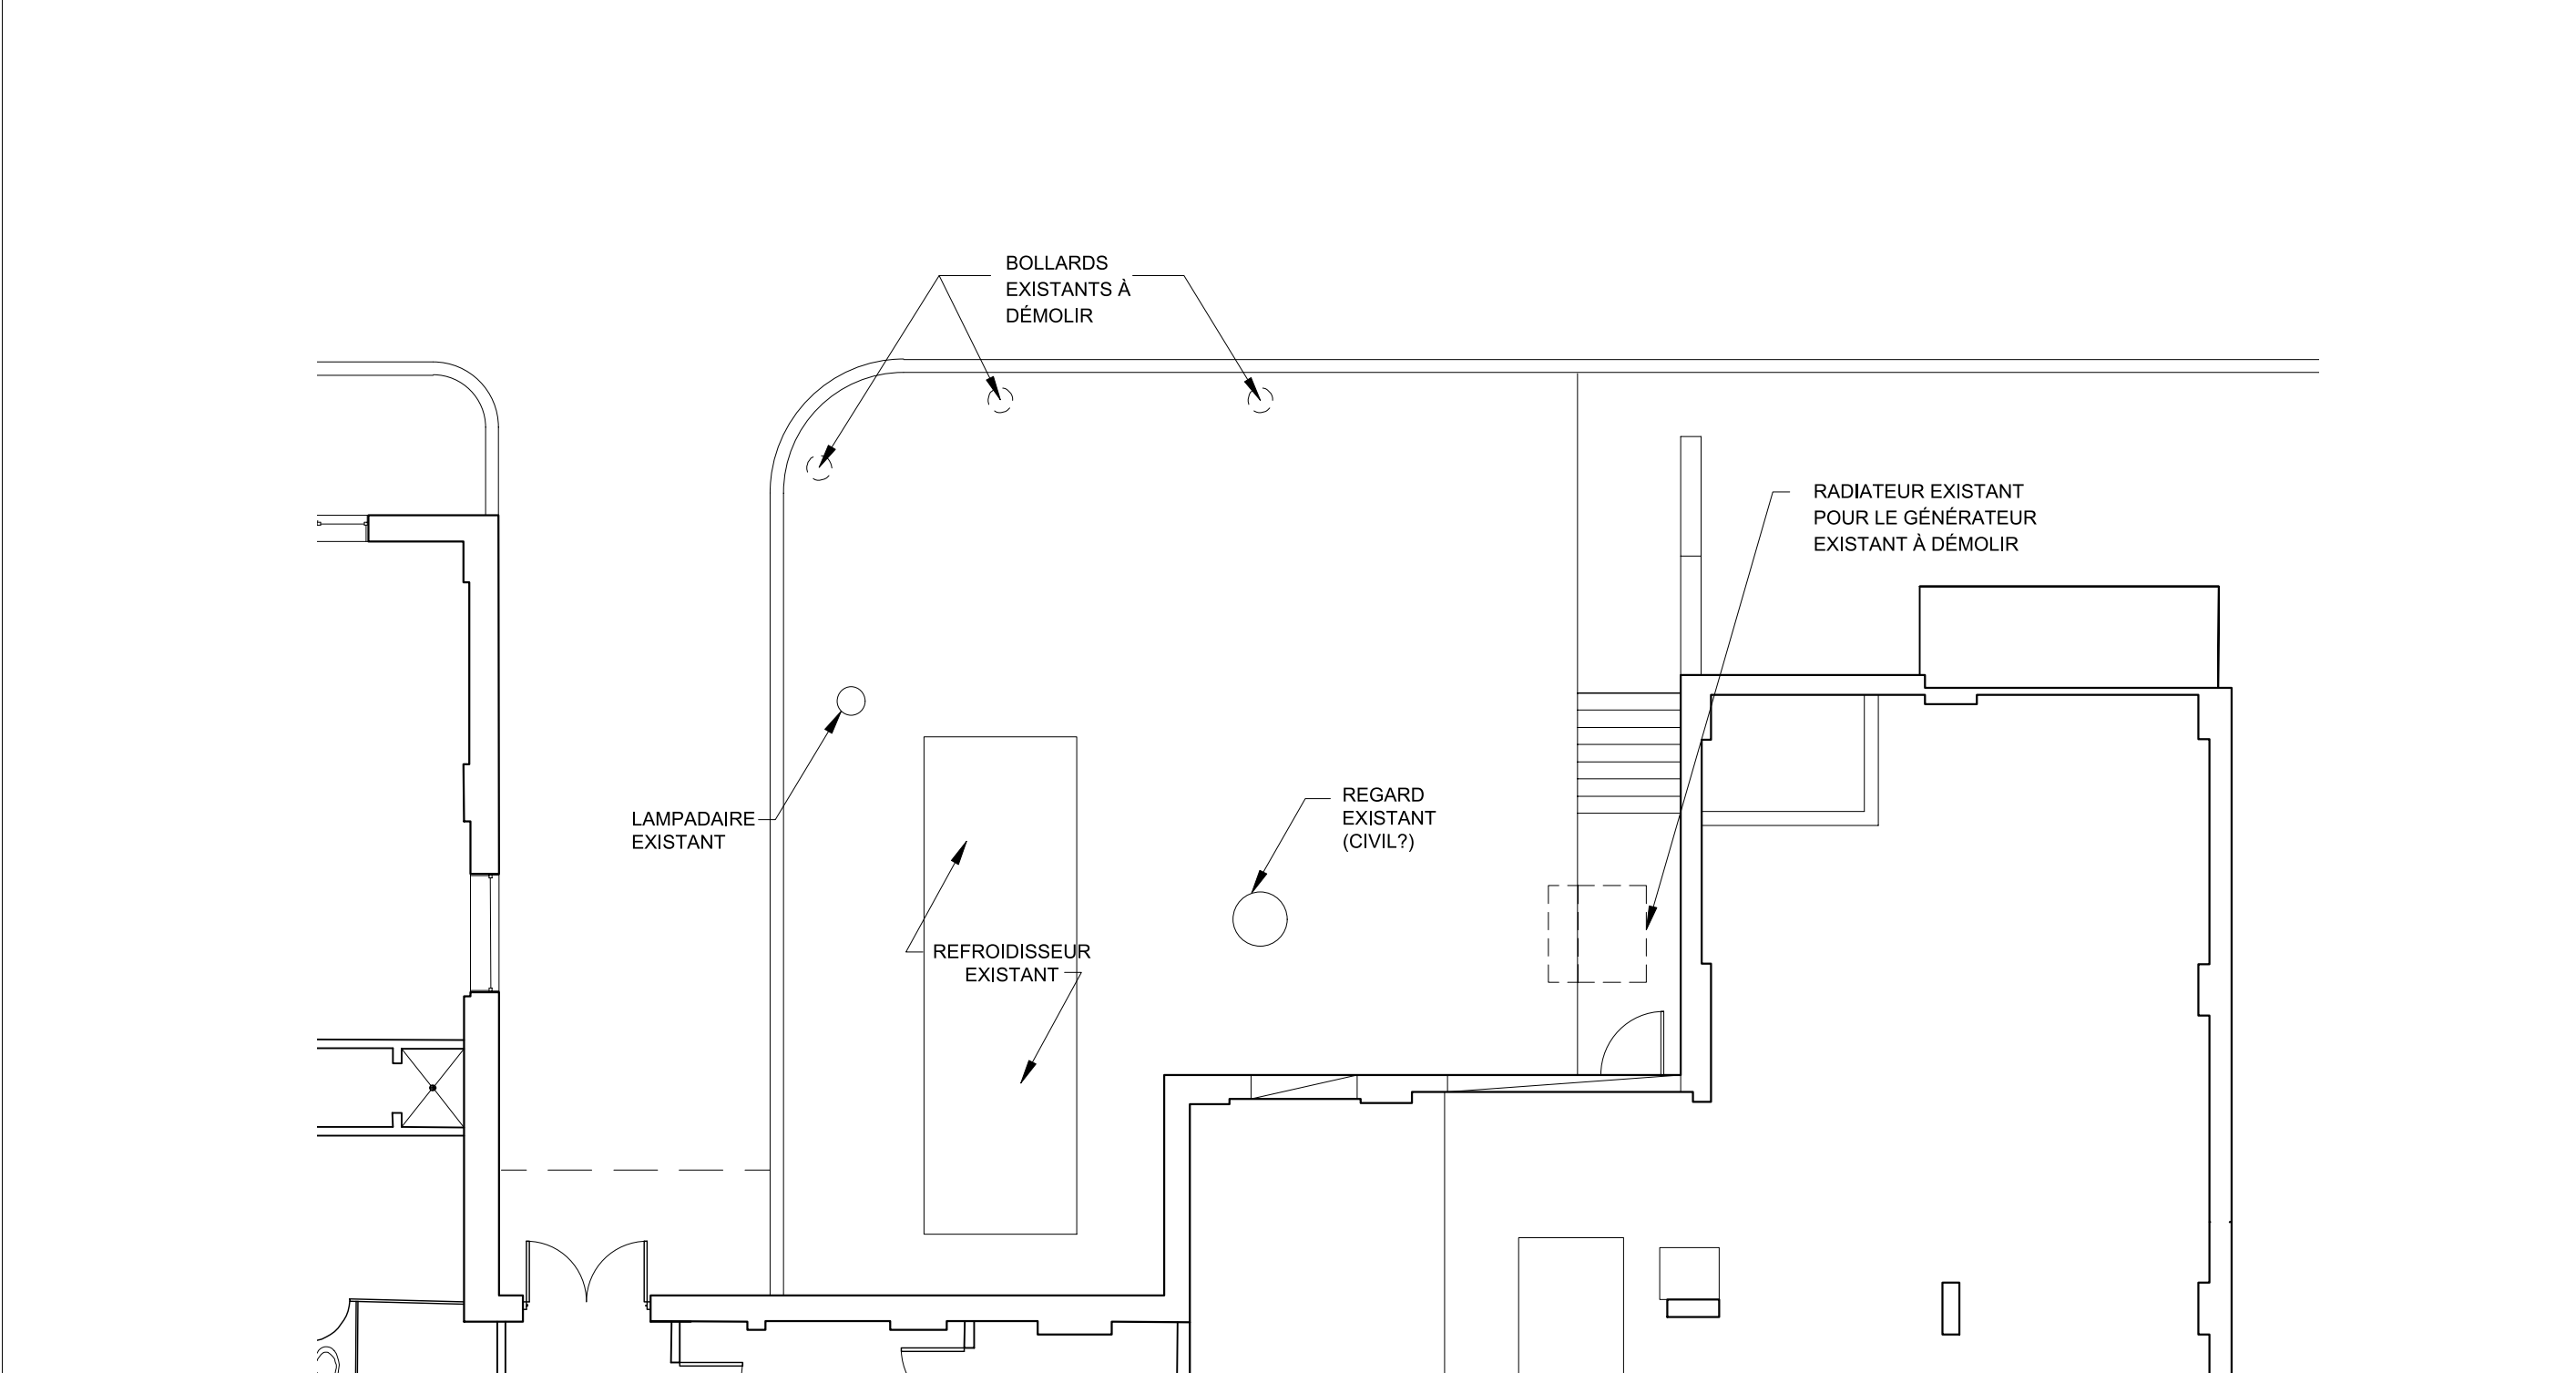 BOLLARDS
EXISTANTS À
DÉMOLIR
RADIATEUR EXISTANT
POUR LE GÉNÉRATEUR
EXISTANT À DÉMOLIR
LAMPADAIRE
EXISTANT
REGARD
EXISTANT
(CIVIL?)
REFROIDISSEUR
EXISTANT